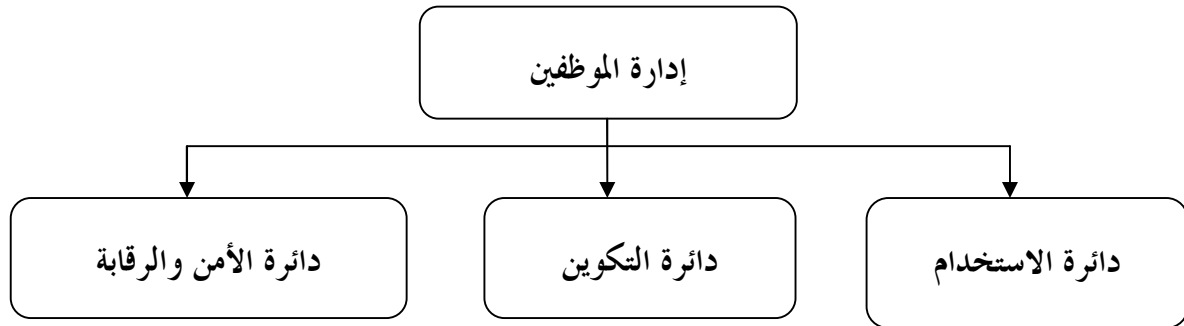 إدارة الموظفين
دائرة الاستخدام
دائرة التكوين
دائرة الأمن والرقابة